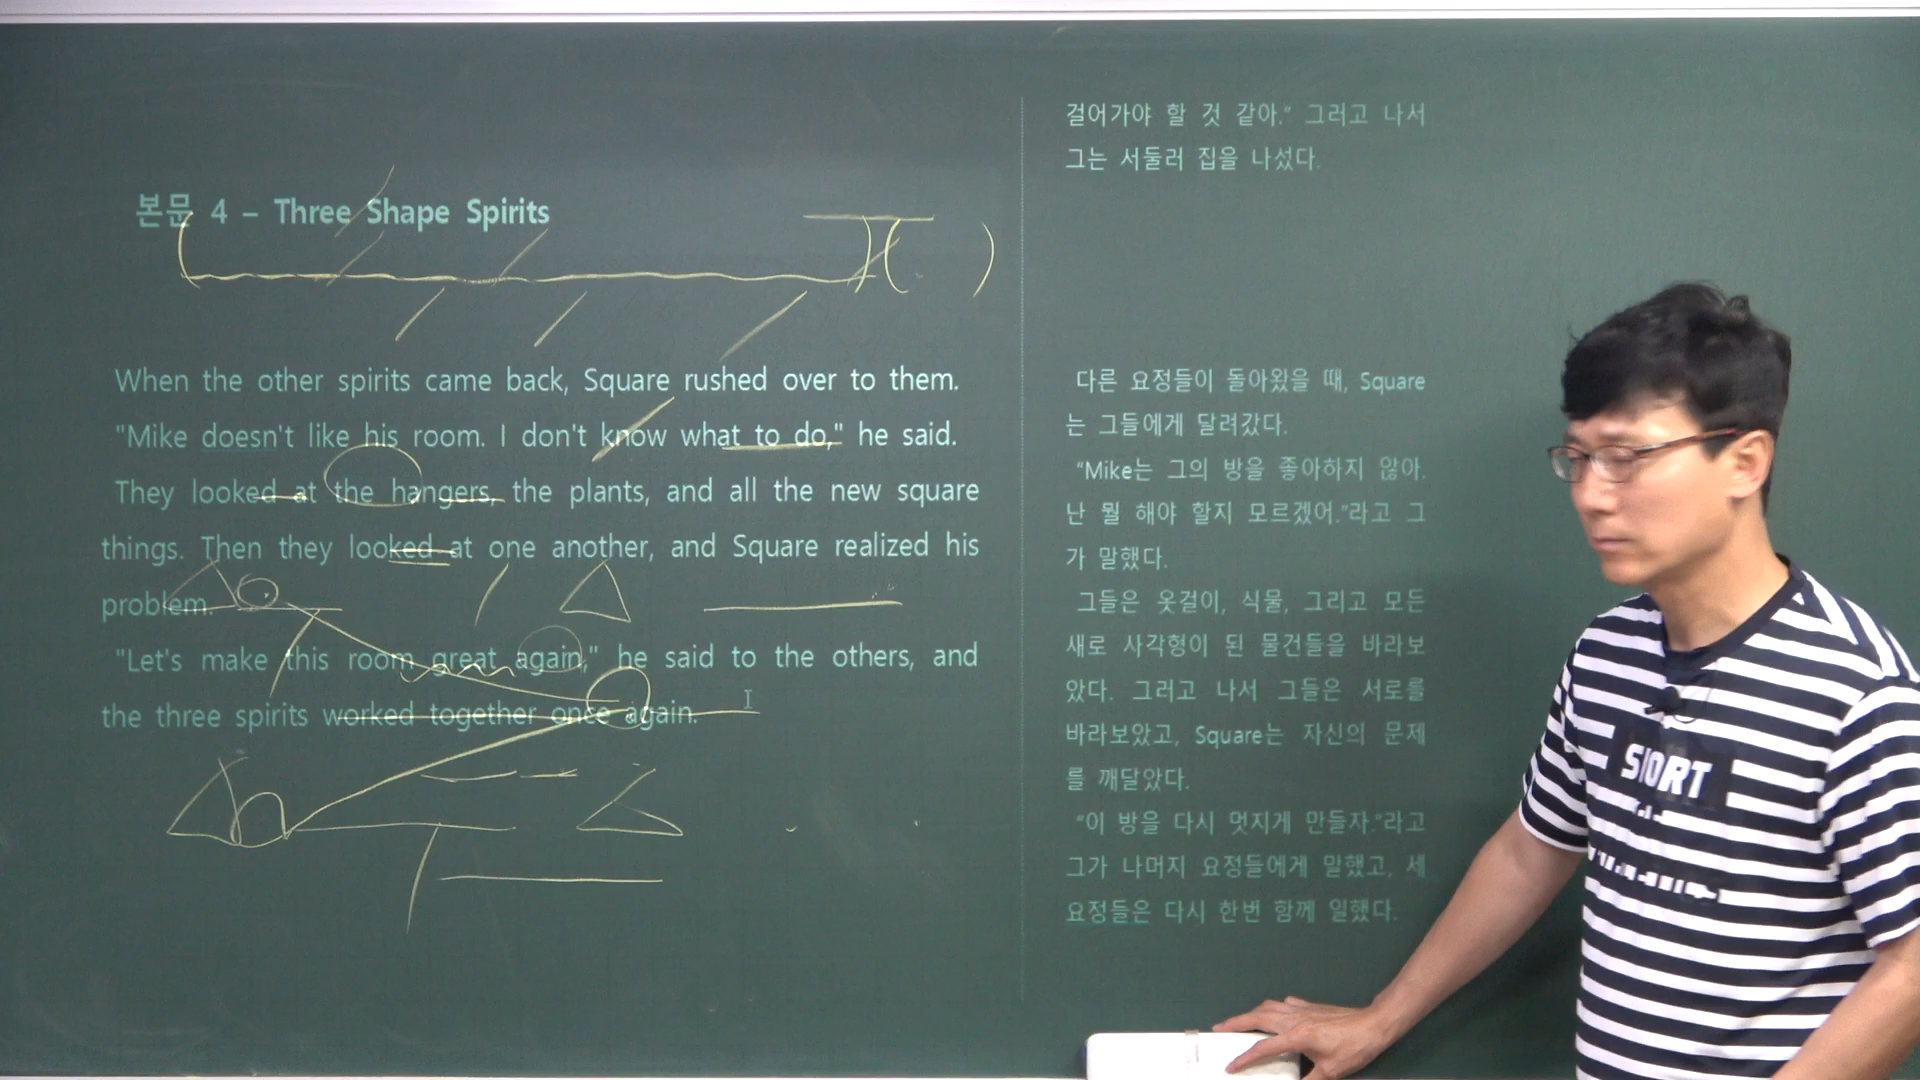 본문 4 – Three Shape Spirits
When the other spirits came back, Square rushed over to them.
"Mike doesn't like his room. I don't know what to do," he said.
They looked at the hangers, the plants, and all the new square
things. Then they looked at one another, and Square realized his
problem.
"Let's make this room great again," he said to the others, and
the three spirits worked together once again.
걸어가야 할 것 같아." 그러고 나서
그는 서둘러 집을 나섰다.
다른 요정들이 돌아왔을 때, Square
는 그들에게 달려갔다.
"Mike는 그의 방을 좋아하지 않아.
난 뭘 해야 할지 모르겠어."라고 그
가 말했다.
그들은 옷걸이, 식물, 그리고 모든
새로 사각형이 된 물건들을 바라보
았다. 그러고 나서 그들은 서로를
바라보았고, Square는 자신의 문제
를 깨달았다.
"이 방을 다시 멋지게 만들자."라고
그가 나머지 요정들에게 말했고, 세
요정들은 다시 한번 함께 일했다.